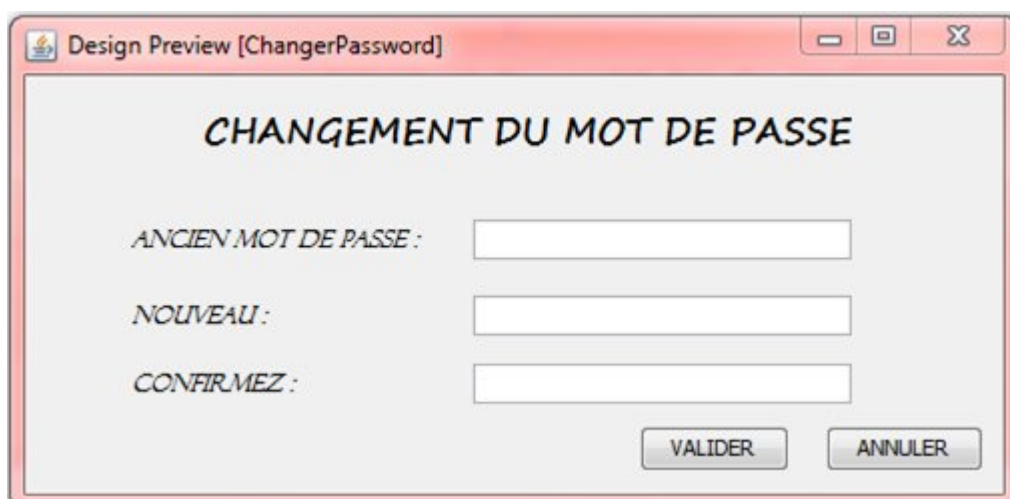 Design Preview [ChangerPassword]
CHANGEMENT DU MOT DE PASSE
ANCIEN MOT DE PASSE :
NOUVEAU :
CONFIRMEZ :
VALIDER ANNULER